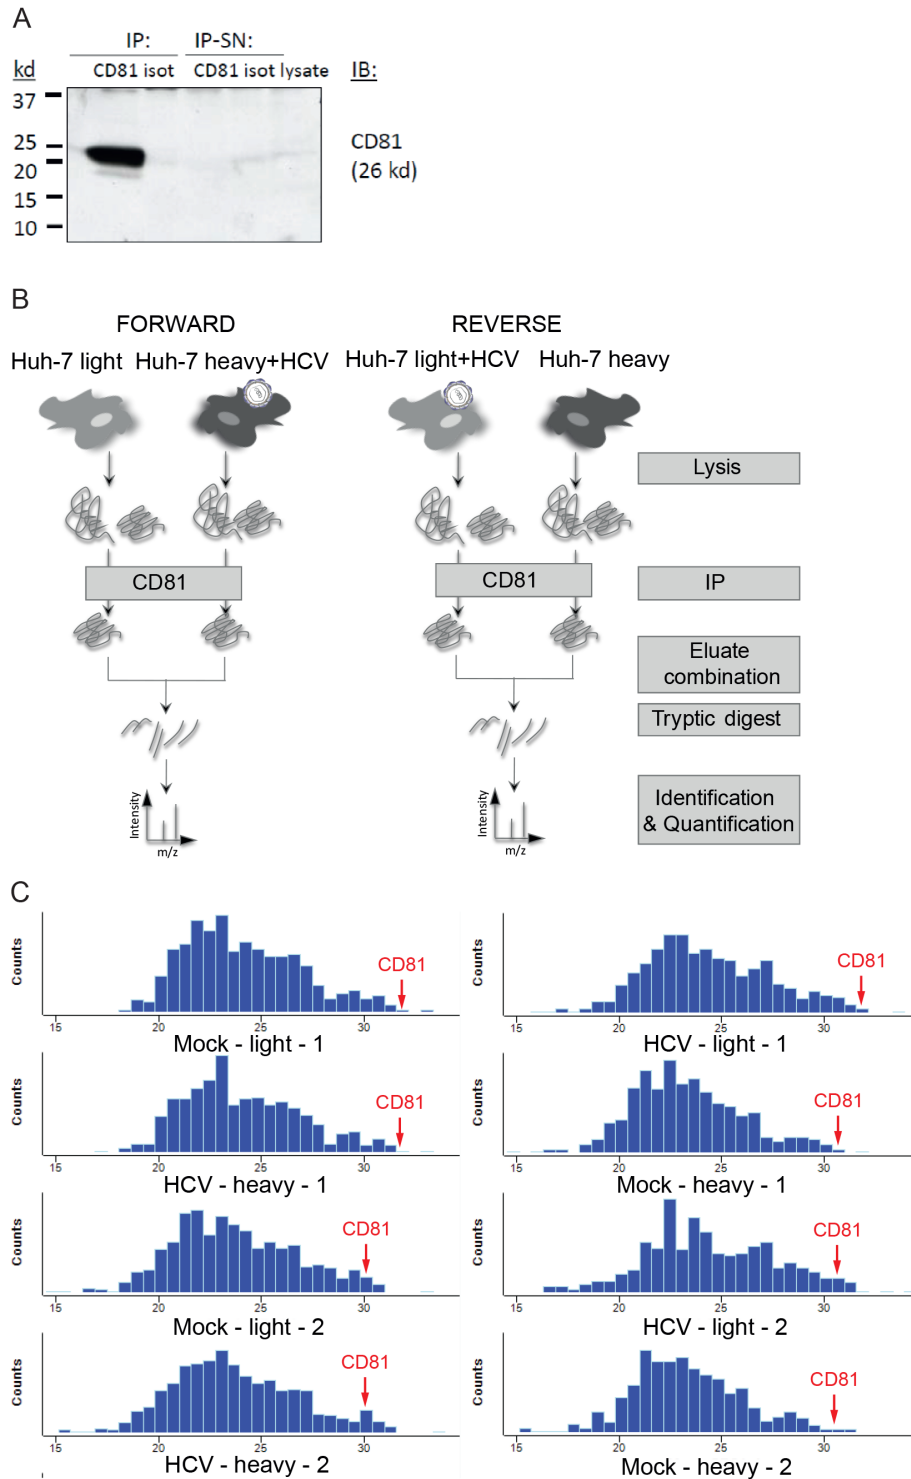 A
IP: IP-SN:
kd CD81 isot CD81 isot lysate IB:
37
25
20
15
10
CD81
(26 kd)
B
FORWARD REVERSE
Huh-7 light Huh-7 heavy+HCV Huh-7 light+HCV Huh-7 heavy
Lysis
CD81 CD81 IP
Eluate
combination
Tryptic digest
Identification
& Quantification
Intensity
m/z
Intensity
m/z
C
Counts
CD81
15 20 25 30
Mock - light - 1
Counts
CD81
15 20 25 30
HCV - light - 1
Counts
CD81
15 20 25 30
HCV - heavy - 1
Counts
CD81
15 20 25 30
Mock - heavy - 1
Counts
CD81
15 20 25 30
Mock - light - 2
Counts
CD81
15 20 25 30
HCV - light - 2
Counts
CD81
15 20 25 30
HCV - heavy - 2
Counts
CD81
15 20 25 30
Mock - heavy - 2